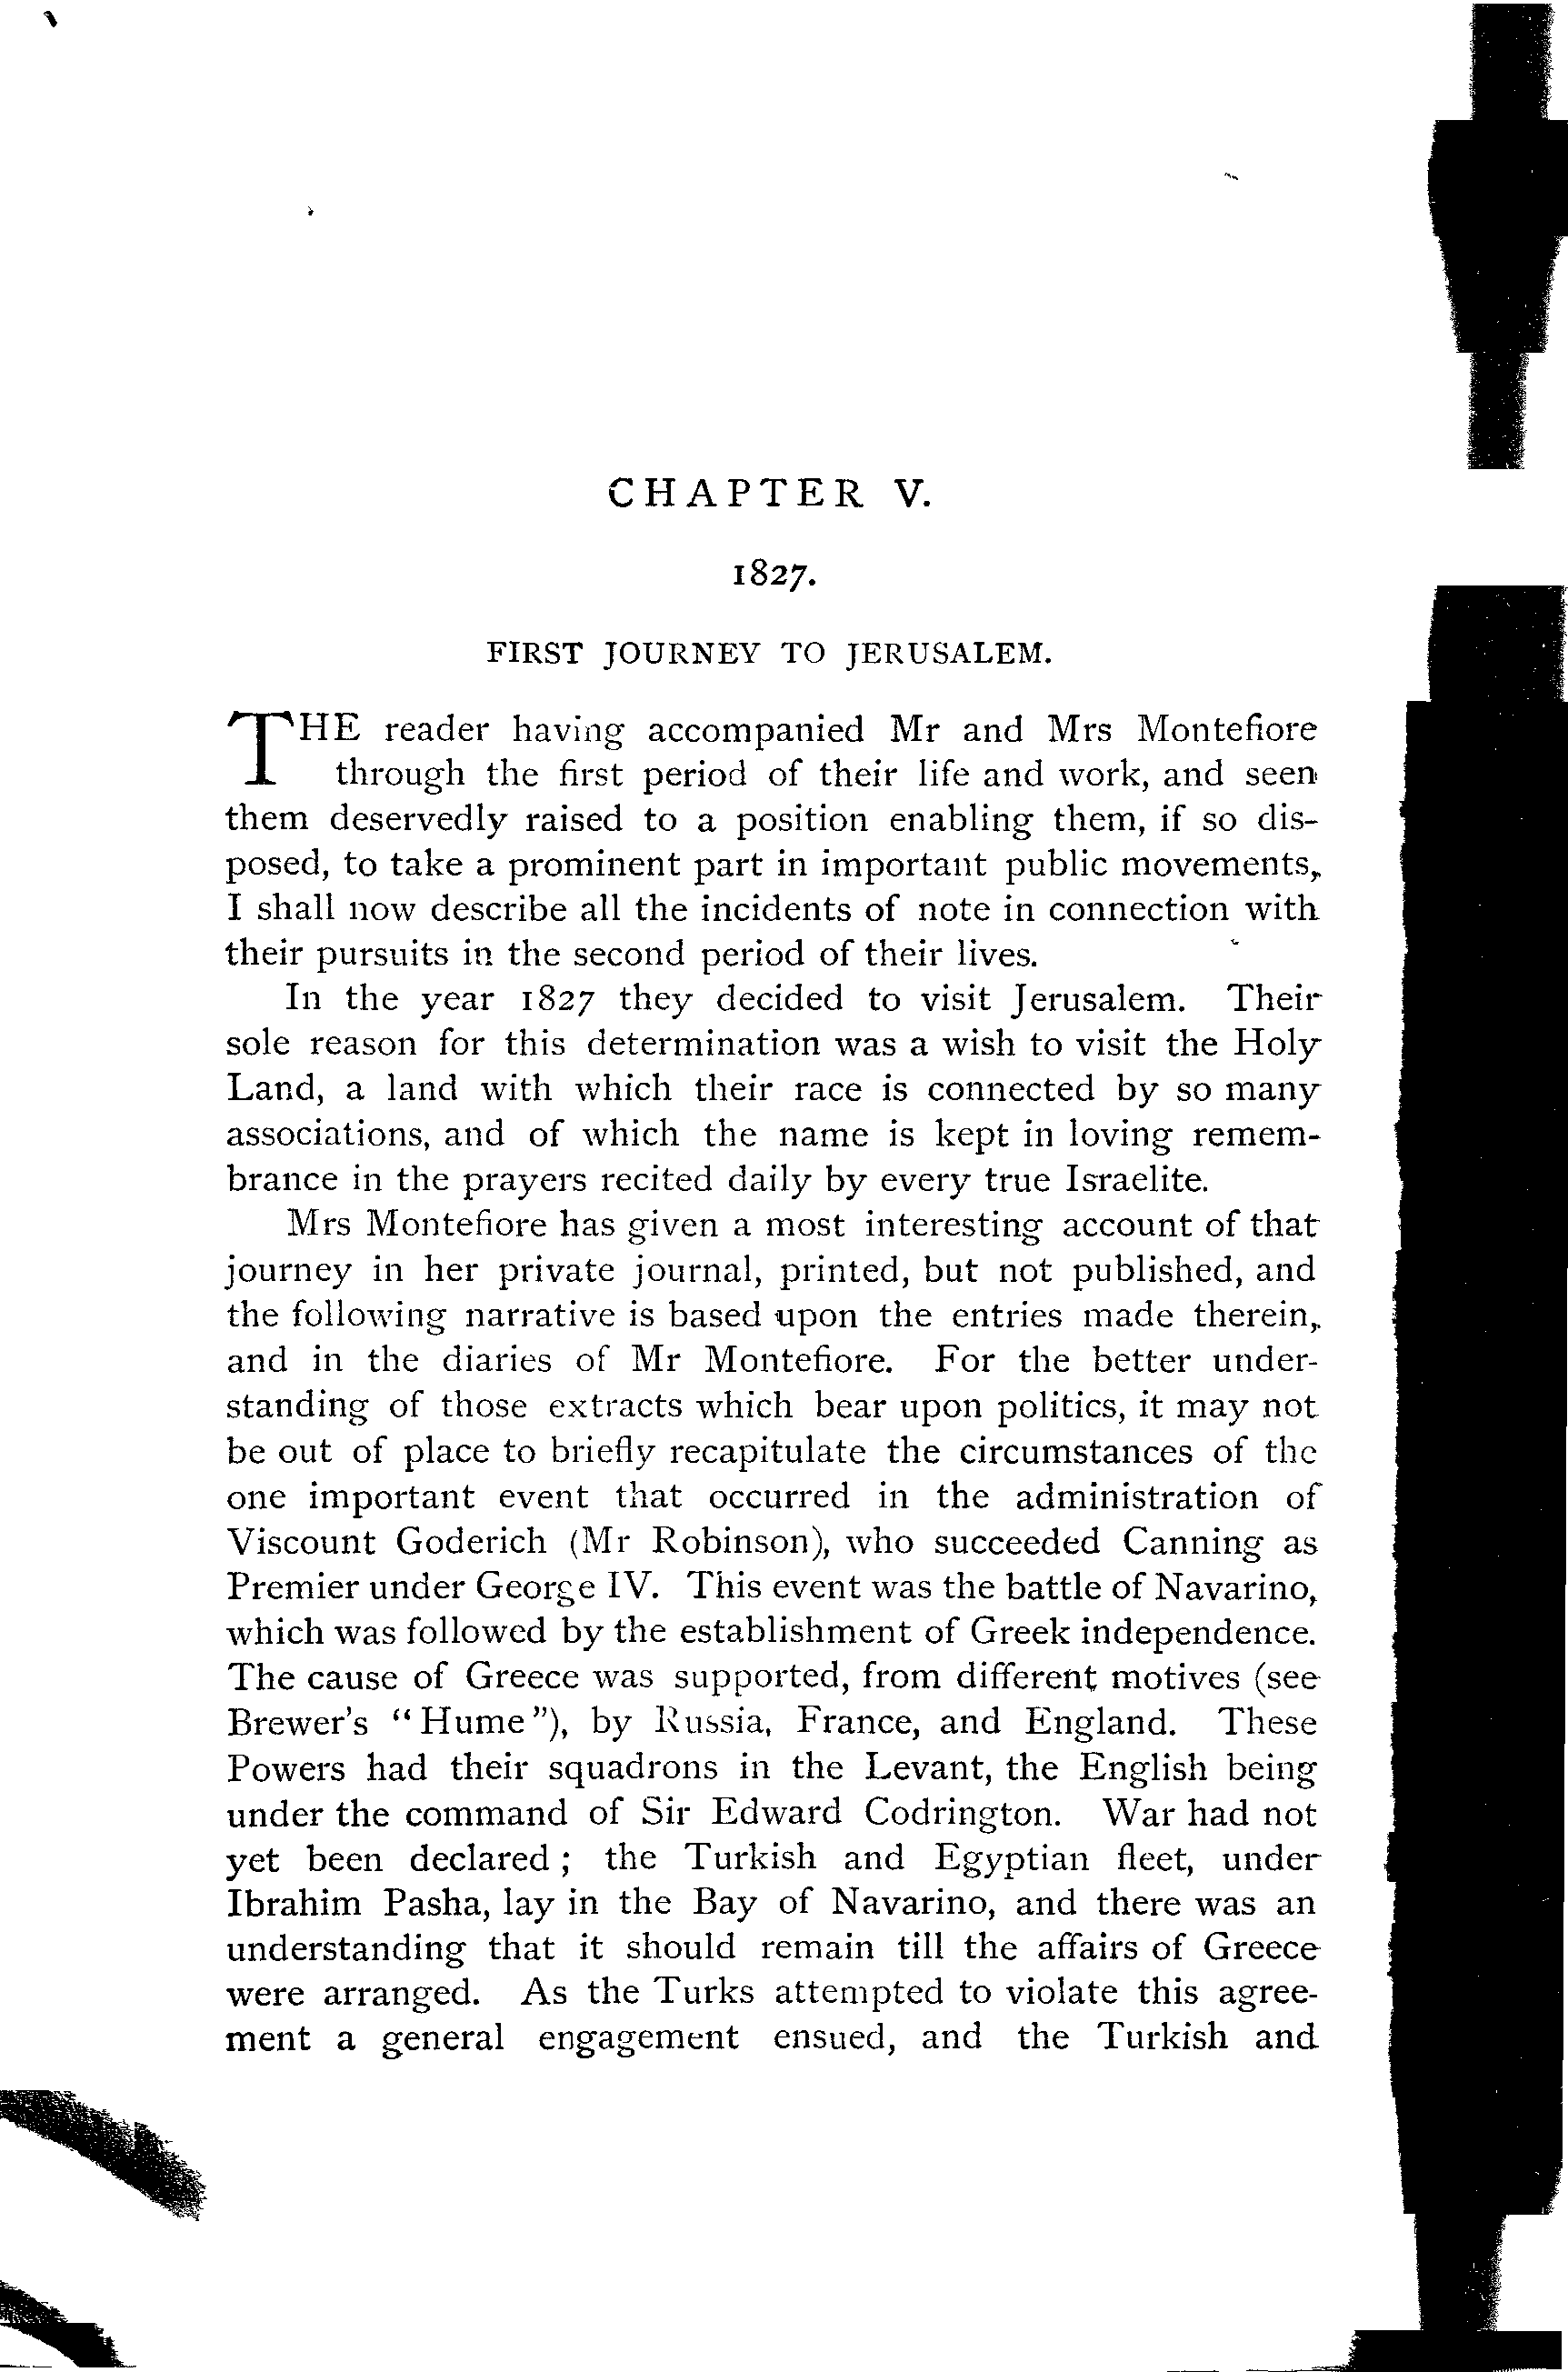 CHAPTER V.
1827.
FIRST JOURNEY TO JERUSALEM.
THE reader having accompanied Mr and Mrs Montefiore
through the first period of their life and work, and seen
them deservedly raised to a position enabling them, if so dis-
posed, to take a prominent part in important public movements,
I shall now describe all the incidents of note in connection with
their pursuits in the second period of their lives.
In the year 1827 they decided to visit Jerusalem. Their
sole reason for this determination was a wish to visit the Holy
Land, a land with which their race is connected by so many
associations, and of which the name is kept in loving remem-
brance in the prayers recited daily by every true Israelite.
Mrs Montefiore has given a most interesting account of that
journey in her private journal, printed, but not published, and
the following narrative is based upon the entries made therein,
and in the diaries of Mr Montefiore. For the better under-
standing of those extracts which bear upon politics, it may not
be out of place to briefly recapitulate the circumstances of the
one important event that occurred in the administration of
Viscount Goderich (Mr Robinson), who succeeded Canning as
Premier under George IV. This event was the battle of Navarino,
which was followed by the establishment of Greek independence.
The cause of Greece was supported, from different motives (see
Brewer's "Hume"), by Russia, France, and England. These
Powers had their squadrons in the Levant, the English being
under the command of Sir Edward Codrington. War had not
yet been declared; the Turkish and Egyptian fleet, under
Ibrahim Pasha, lay in the Bay of Navarino, and there was an
understanding that it should remain till the affairs of Greece
were arranged. As the Turks attempted to violate this agree-
ment a general engagement ensued, and the Turkish and